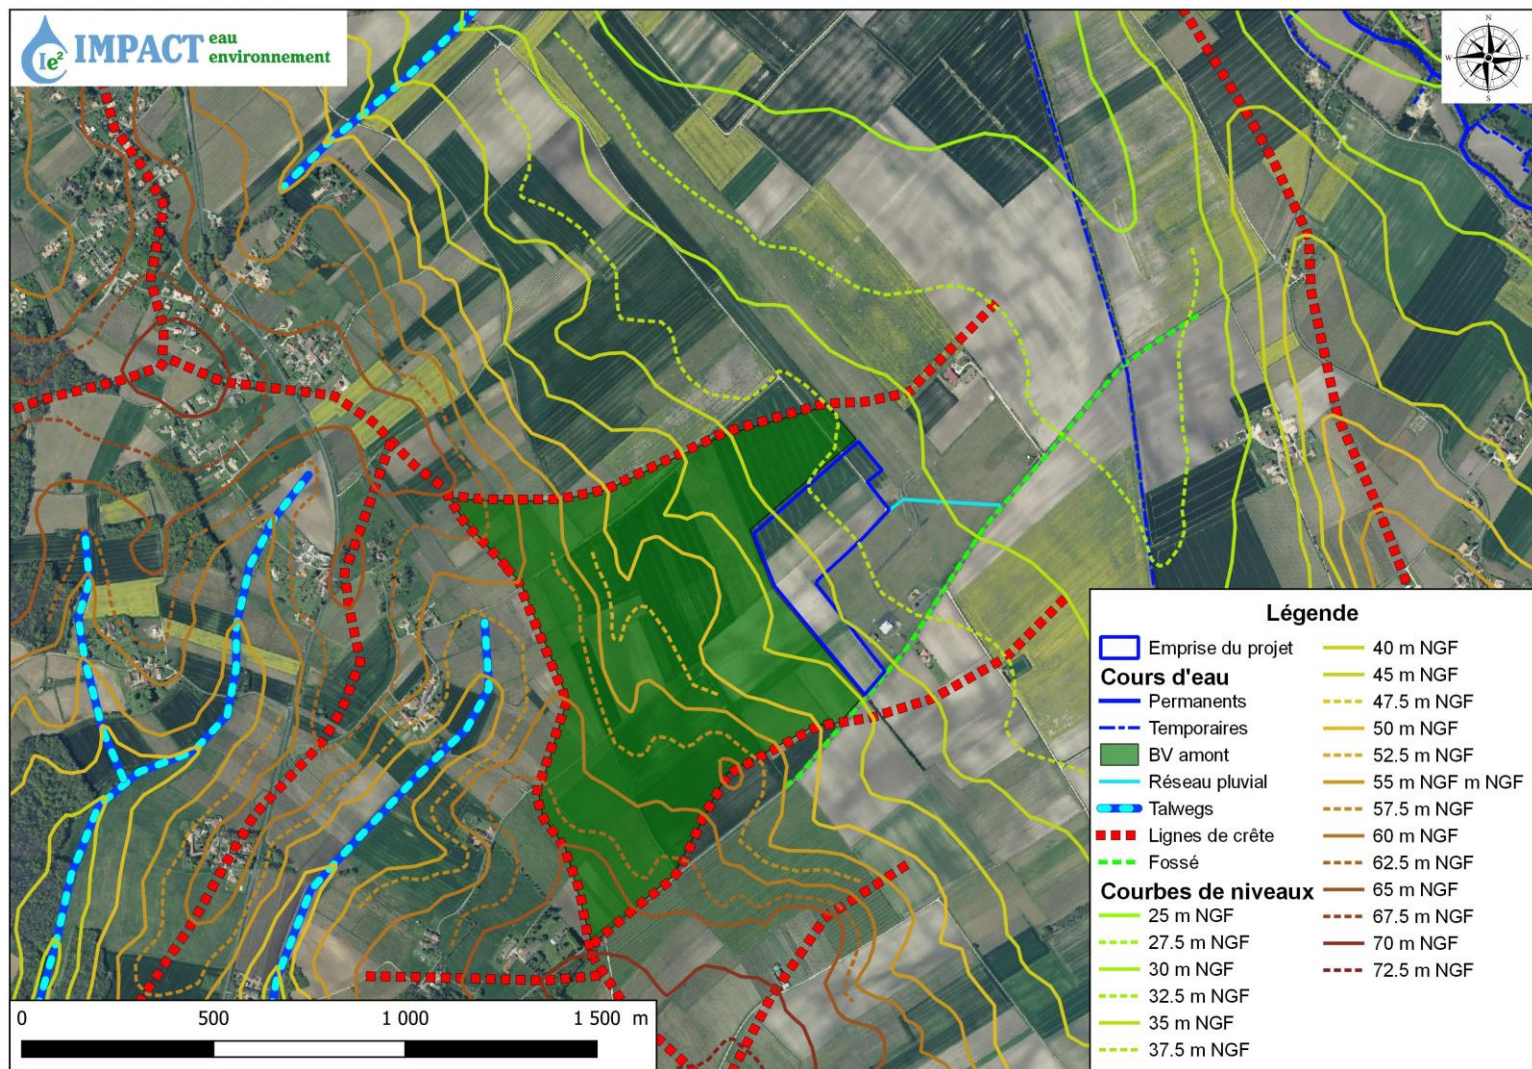 Ie²
IMPACT eau
environnement
N
W
E
S
Légende
Emprise du projet
Cours d'eau
Permanents
Temporaires
BV amont
Réseau pluvial
Talwegs
Lignes de crête
Fossé
Courbes de niveaux
25 m NGF
27.5 m NGF
30 m NGF
32.5 m NGF
35 m NGF
37.5 m NGF
40 m NGF
45 m NGF
47.5 m NGF
50 m NGF
52.5 m NGF
55 m NGF m NGF
57.5 m NGF
60 m NGF
62.5 m NGF
65 m NGF
67.5 m NGF
70 m NGF
72.5 m NGF
0 500 1 000 1 500 m